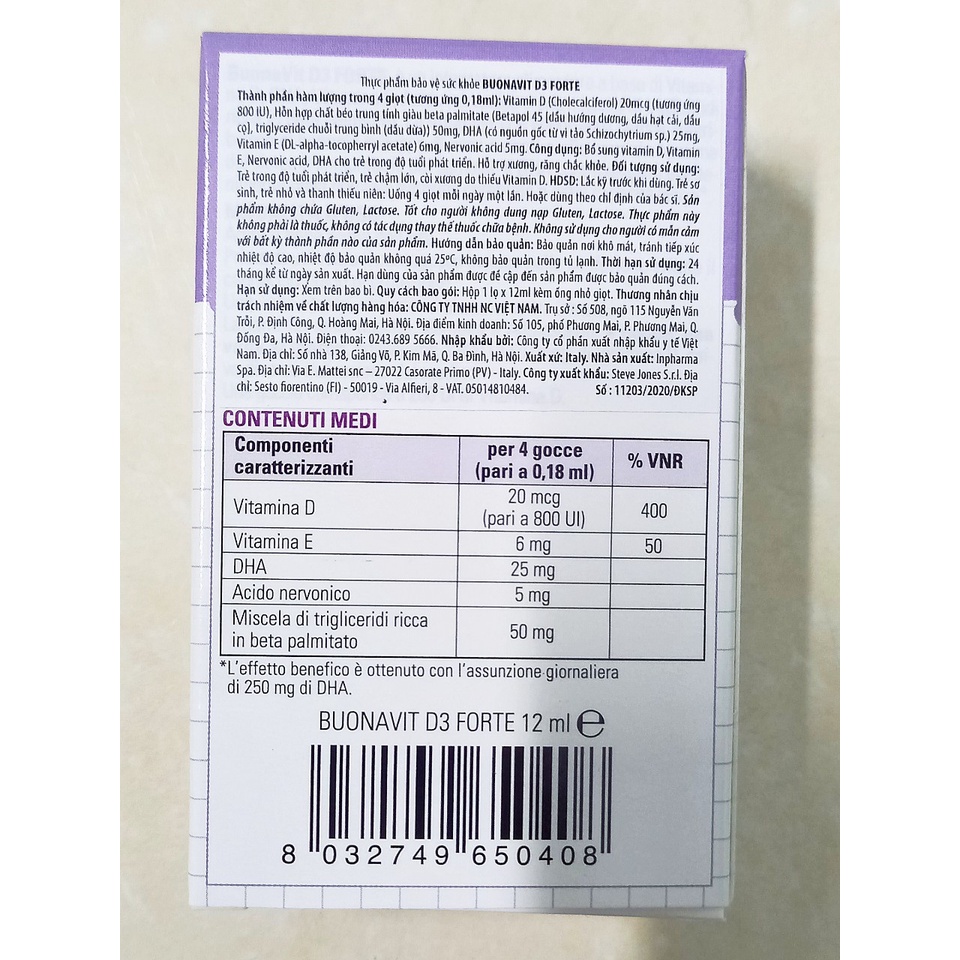 Thực phẩm bảo vệ sức khỏe BUONAVIT D3 FORTE
Thành phần hàm lượng trong 4 giọt (tương ứng 0,18ml): Vitamin D (Cholecalciferol) 20mcg (tương ứng
800 IU), Hỗn hợp chất béo trung tính giàu beta palmitate (Betapol 45 [dầu hướng dương, dầu hạt cải, dầu
cọ], triglyceride chuỗi trung bình (dầu dừa)) 50mg, DHA (có nguồn gốc từ vi tảo Schizochytrium sp.) 25mg,
Vitamin E (DL-alpha-tocopherryl acetate) 6mg, Nervonic acid 5mg. Công dụng: Bổ sung vitamin D, Vitamin
E, Nervonic acid, DHA cho trẻ trong độ tuổi phát triển. Hỗ trợ xương, răng chắc khỏe. Đối tượng sử dụng:
Trẻ trong độ tuổi phát triển, trẻ chậm lớn, còi xương do thiếu Vitamin D. HDSD: Lắc kỹ trước khi dùng. Trẻ sơ
sinh, trẻ nhỏ và thanh thiếu niên: Uống 4 giọt mỗi ngày một lần. Hoặc dùng theo chỉ định của bác sĩ. Sản
phẩm không chứa Gluten, Lactose. Tốt cho người không dung nạp Gluten, Lactose. Thực phẩm này
không phải là thuốc, không có tác dụng thay thế thuốc chữa bệnh. Không sử dụng cho người có mẫn cảm
với bất kỳ thành phần nào của sản phẩm. Hướng dẫn bảo quản: Bảo quản nơi khô mát, tránh tiếp xúc
nhiệt độ cao, nhiệt độ bảo quản không quá 25ºC, không bảo quản trong tủ lạnh. Thời hạn sử dụng: 24
tháng kể từ ngày sản xuất. Hạn dùng của sản phẩm được đề cập đến sản phẩm được bảo quản đúng cách.
Hạn sử dụng: Xem trên bao bì. Quy cách bao gói: Hộp 1 lọ x 12ml kèm ống nhỏ giọt. Thương nhân chịu
trách nhiệm về chất lượng hàng hóa: CÔNG TY TNHH NC VIỆT NAM. Trụ sở : Số 508, ngõ 115 Nguyễn Văn
Trỗi, P. Định Công, Q. Hoàng Mai, Hà Nội. Địa điểm kinh doanh: Số 105, phố Phương Mai, P. Phương Mai, Q.
Đống Đa, Hà Nội. Điện thoại: 0243.689 5666. Nhập khẩu bởi: Công ty cổ phần xuất nhập khẩu y tế Việt
Nam. Địa chỉ: Số nhà 138, Giảng Võ, P. Kim Mã, Q. Ba Đình, Hà Nội. Xuất xứ: Italy. Nhà sản xuất: Inpharma
Spa. Địa chỉ: Via E. Mattei snc – 27022 Casorate Primo (PV) - Italy. Công ty xuất khẩu: Steve Jones S.r.l. Địa
chỉ: Sesto fiorentino (FI) - 50019 - Via Alfieri, 8 - VAT. 05014810484. Số : 11203/2020/ĐKSP
CONTENUTI MEDI
Componenti caratterizzanti per 4 gocce (pari a 0,18 ml) % VNR
Vitamina D 20 mcg (pari a 800 UI) 400
Vitamina E 6 mg 50
DHA 25 mg
Acido nervonico 5 mg
Miscela di trigliceridi ricca in beta palmitato 50 mg
*L'effetto benefico è ottenuto con l'assunzione giornaliera
di 250 mg di DHA.
BUONAVIT D3 FORTE 12 ml ℮
8 032749 650408